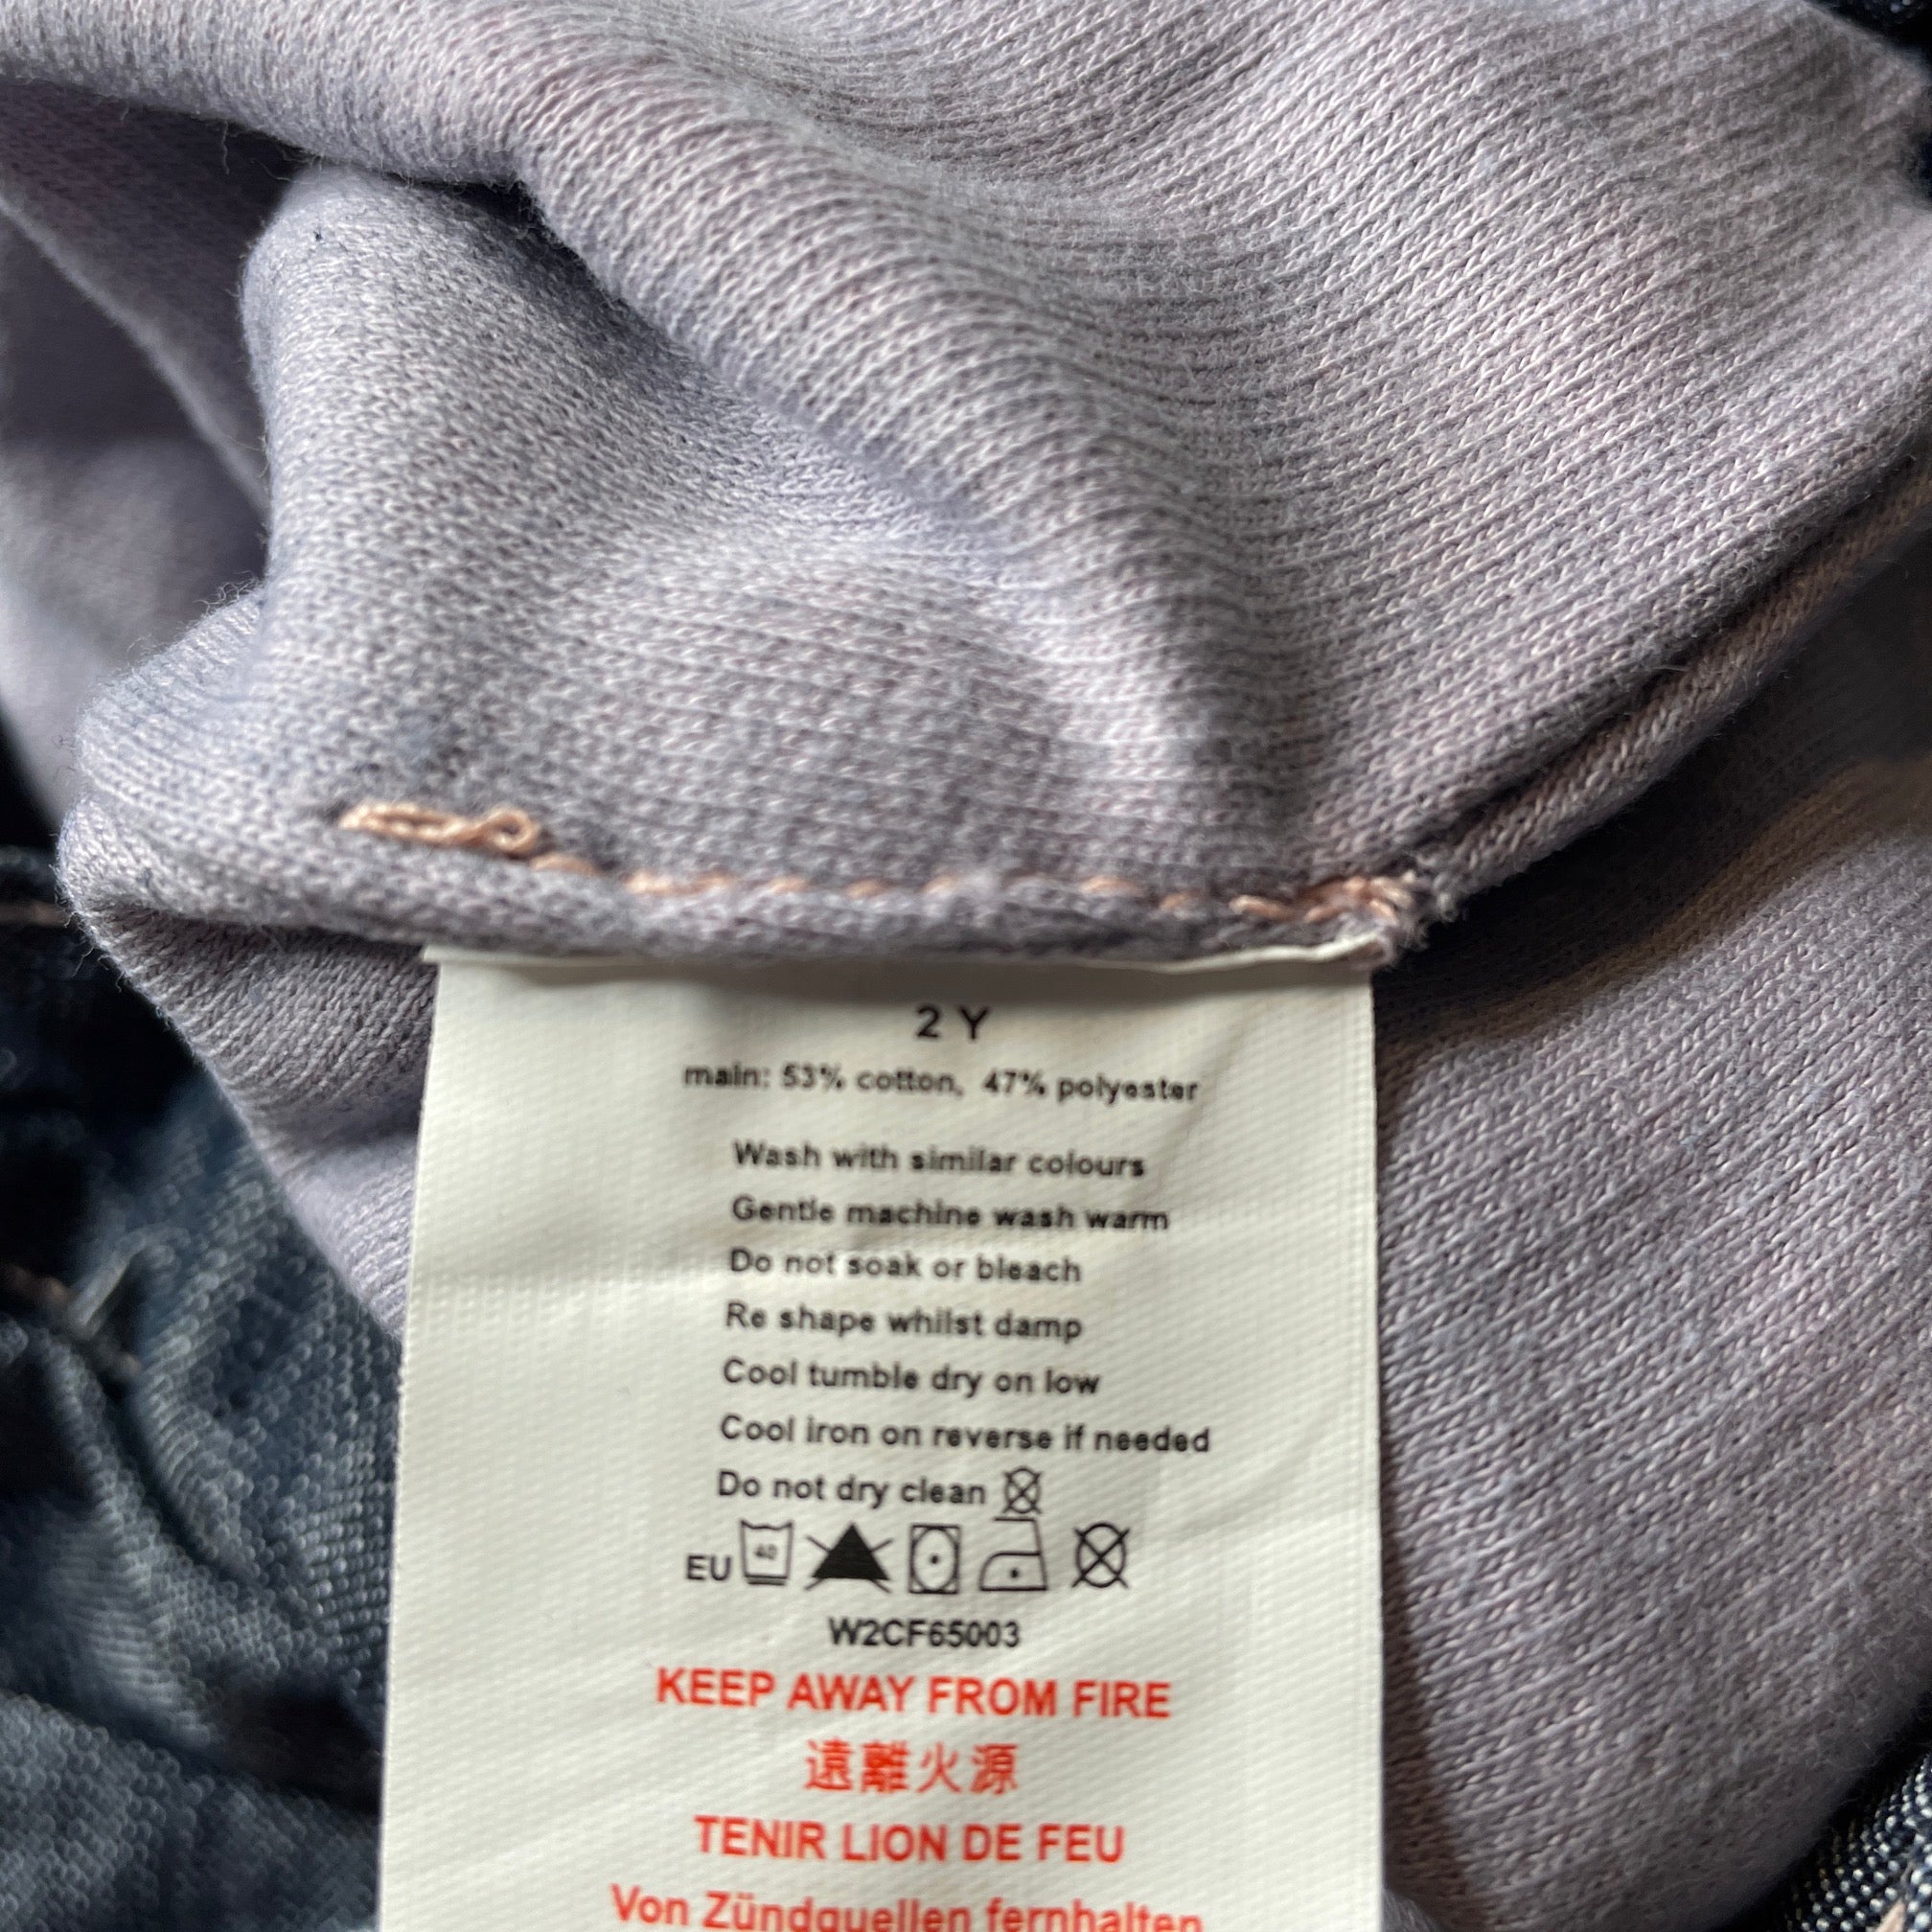 2 Y
main: 53% cotton, 47% polyester
Wash with similar colours
Gentle machine wash warm
Do not soak or bleach
Re shape whilst damp
Cool tumble dry on low
Cool iron on reverse if needed
Do not dry clean
EU 40
W2CF65003
KEEP AWAY FROM FIRE
遠離火源
TENIR LION DE FEU
Von Zündquellen fernhalten